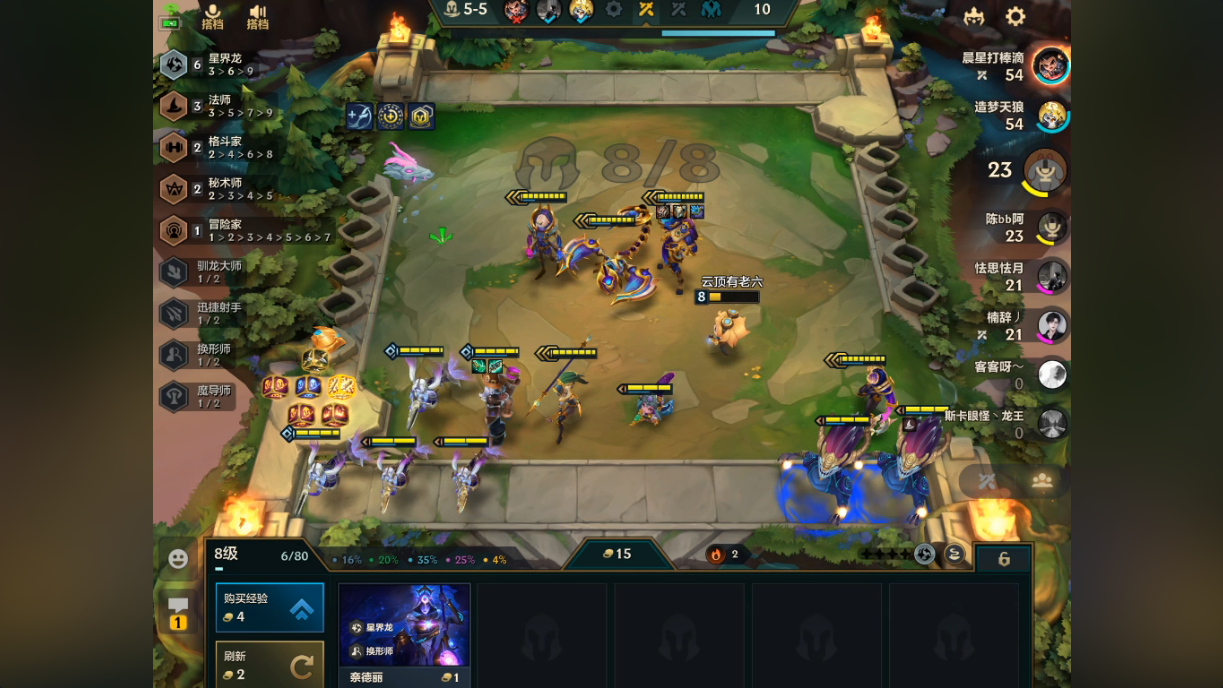 搭档
搭档
5-5
10
6 星界龙
3 > 6 > 9
3 法师
3 > 5 > 7 > 9
2 格斗家
2 > 4 > 6 > 8
2 秘术师
2 > 3 > 4 > 5
1 冒险家
1 > 2 > 3 > 4 > 5 > 6 > 7
驯龙大师
1 / 2
迅捷射手
1 / 2
换形师
1 / 2
魔导师
1 / 2
8/8
云顶有老六
8
晨星打棒滴
54
造梦天狼
54
23
陈bb阿
23
怯思怯月
21
楠辞丿
21
客客呀～
0
斯卡眼怪丶龙王
0
8级
6/80
16% 20% 35% 25% 4%
15
2
6
1
购买经验
4
刷新
2
星界龙
换形师
奈德丽
1